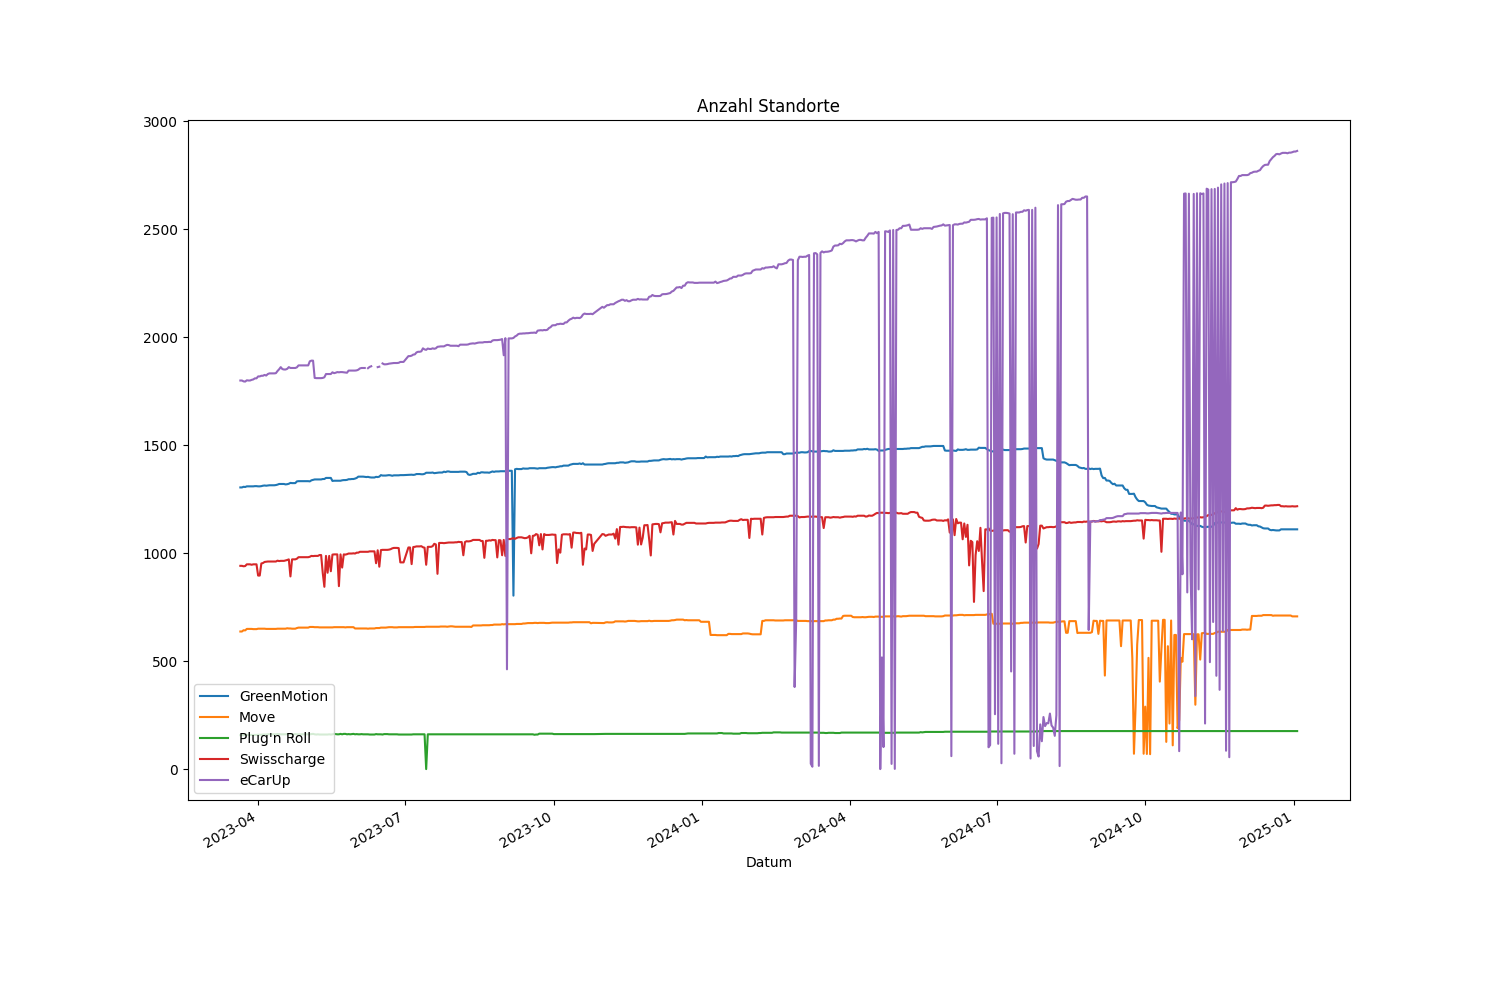 Anzahl Standorte
3000
2500
2000
1500
1000
500
0
GreenMotion
Move
Plug'n Roll
Swisscharge
eCarUp
2023-04
2023-07
2023-10
2024-01
2024-04
2024-07
2024-10
2025-01
Datum